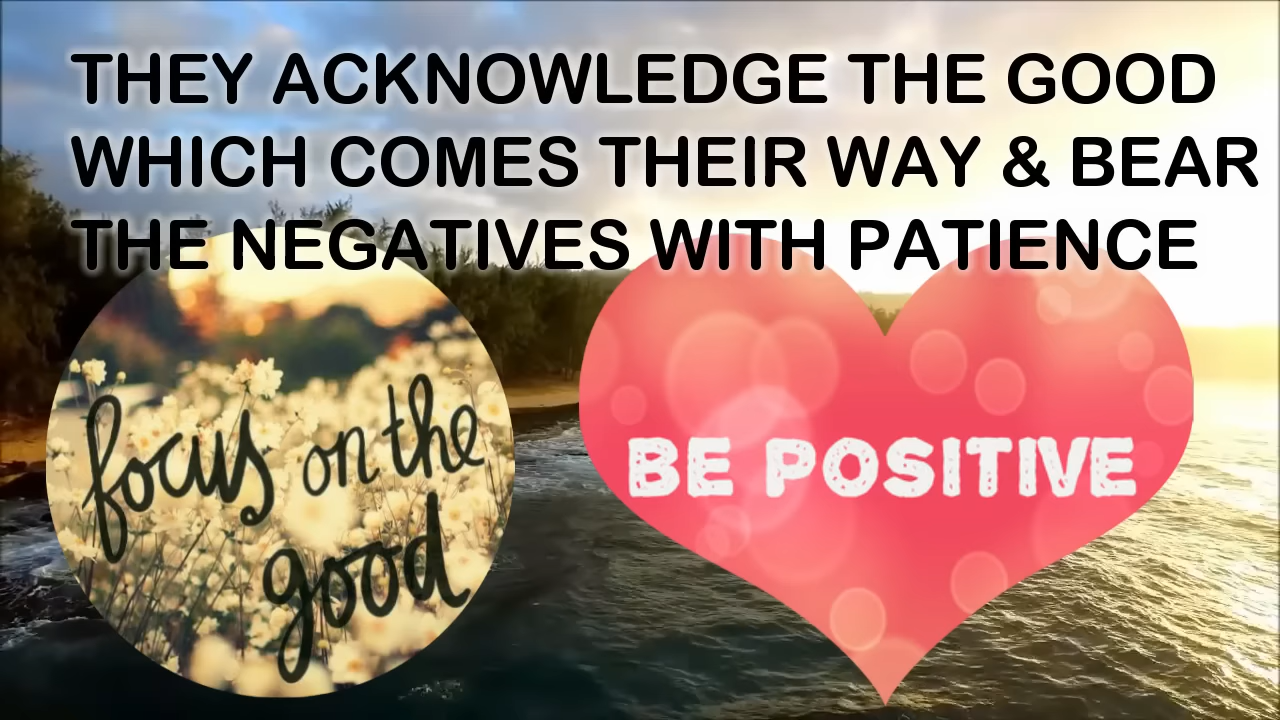 THEY ACKNOWLEDGE THE GOOD
WHICH COMES THEIR WAY & BEAR
THE NEGATIVES WITH PATIENCE
focus on the
good
BE POSITIVE